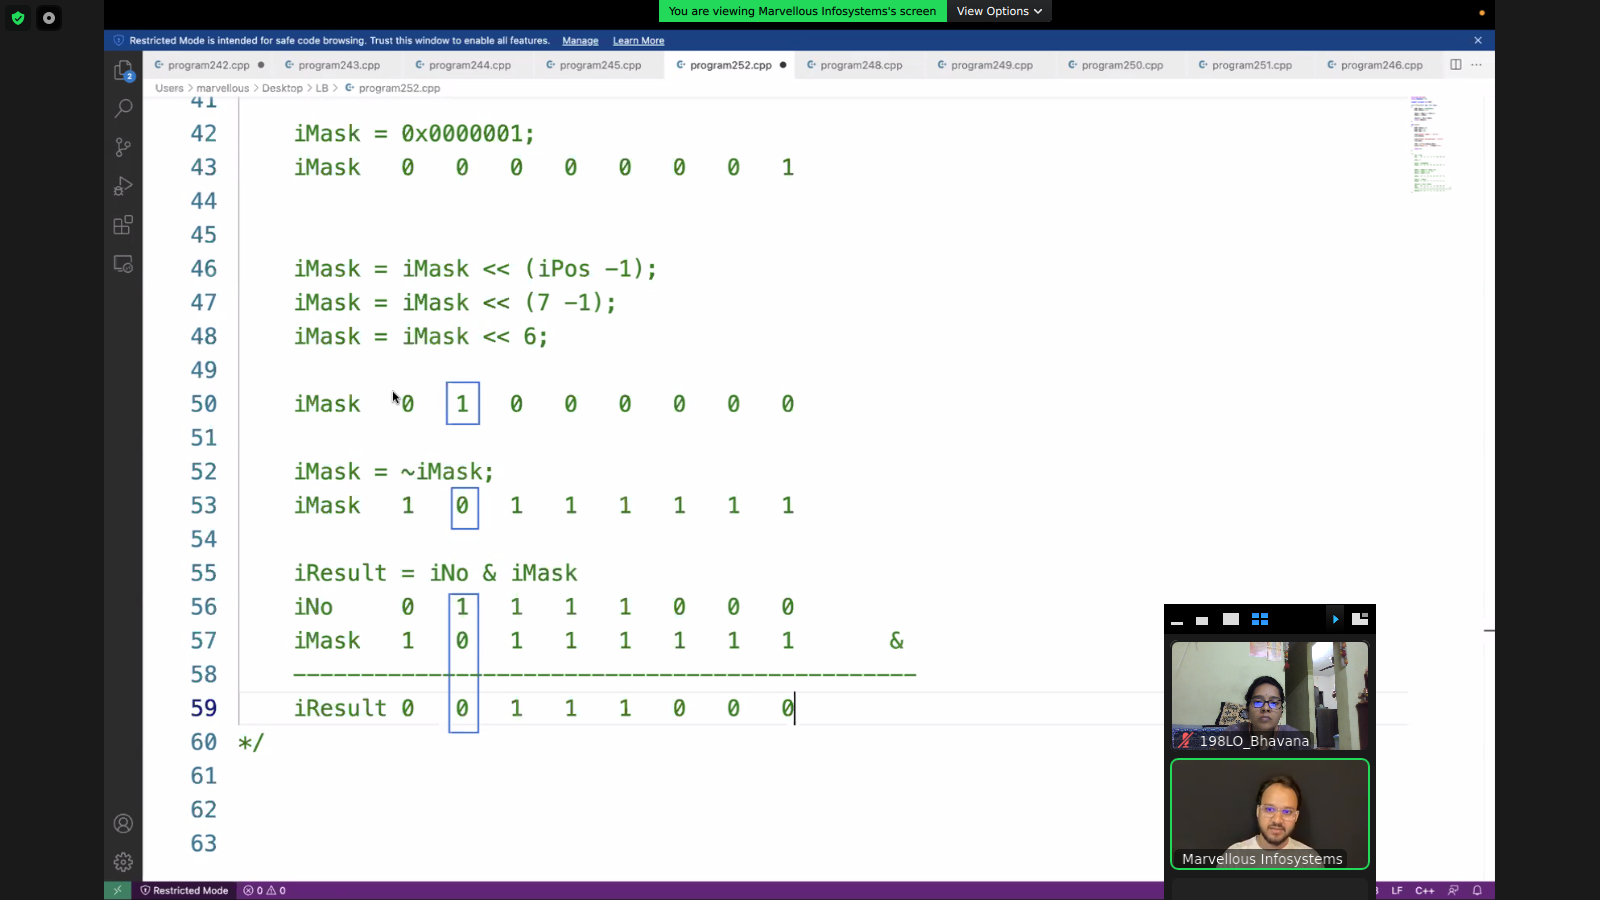 You are viewing Marvellous Infosystems's screen View Options
Restricted Mode is intended for safe code browsing. Trust this window to enable all features. Manage Learn More
program242.cpp program243.cpp program244.cpp program245.cpp program252.cpp program248.cpp program249.cpp program250.cpp program251.cpp program246.cpp
Users > marvellous > Desktop > LB > program252.cpp
41
42 iMask = 0x0000001;
43 iMask 0 0 0 0 0 0 0 1
44
45
46 iMask = iMask << (iPos -1);
47 iMask = iMask << (7 -1);
48 iMask = iMask << 6;
49
50 iMask 0 1 0 0 0 0 0 0
51
52 iMask = ~iMask;
53 iMask 1 0 1 1 1 1 1 1
54
55 iResult = iNo & iMask
56 iNo 0 1 1 1 1 0 0 0
57 iMask 1 0 1 1 1 1 1 1 &
58 ----------------------------------------------
59 iResult 0 0 1 1 1 0 0 0
60 */
61
62
63
2
198LO_Bhavana
Marvellous Infosystems
Restricted Mode 0 0 LF C++